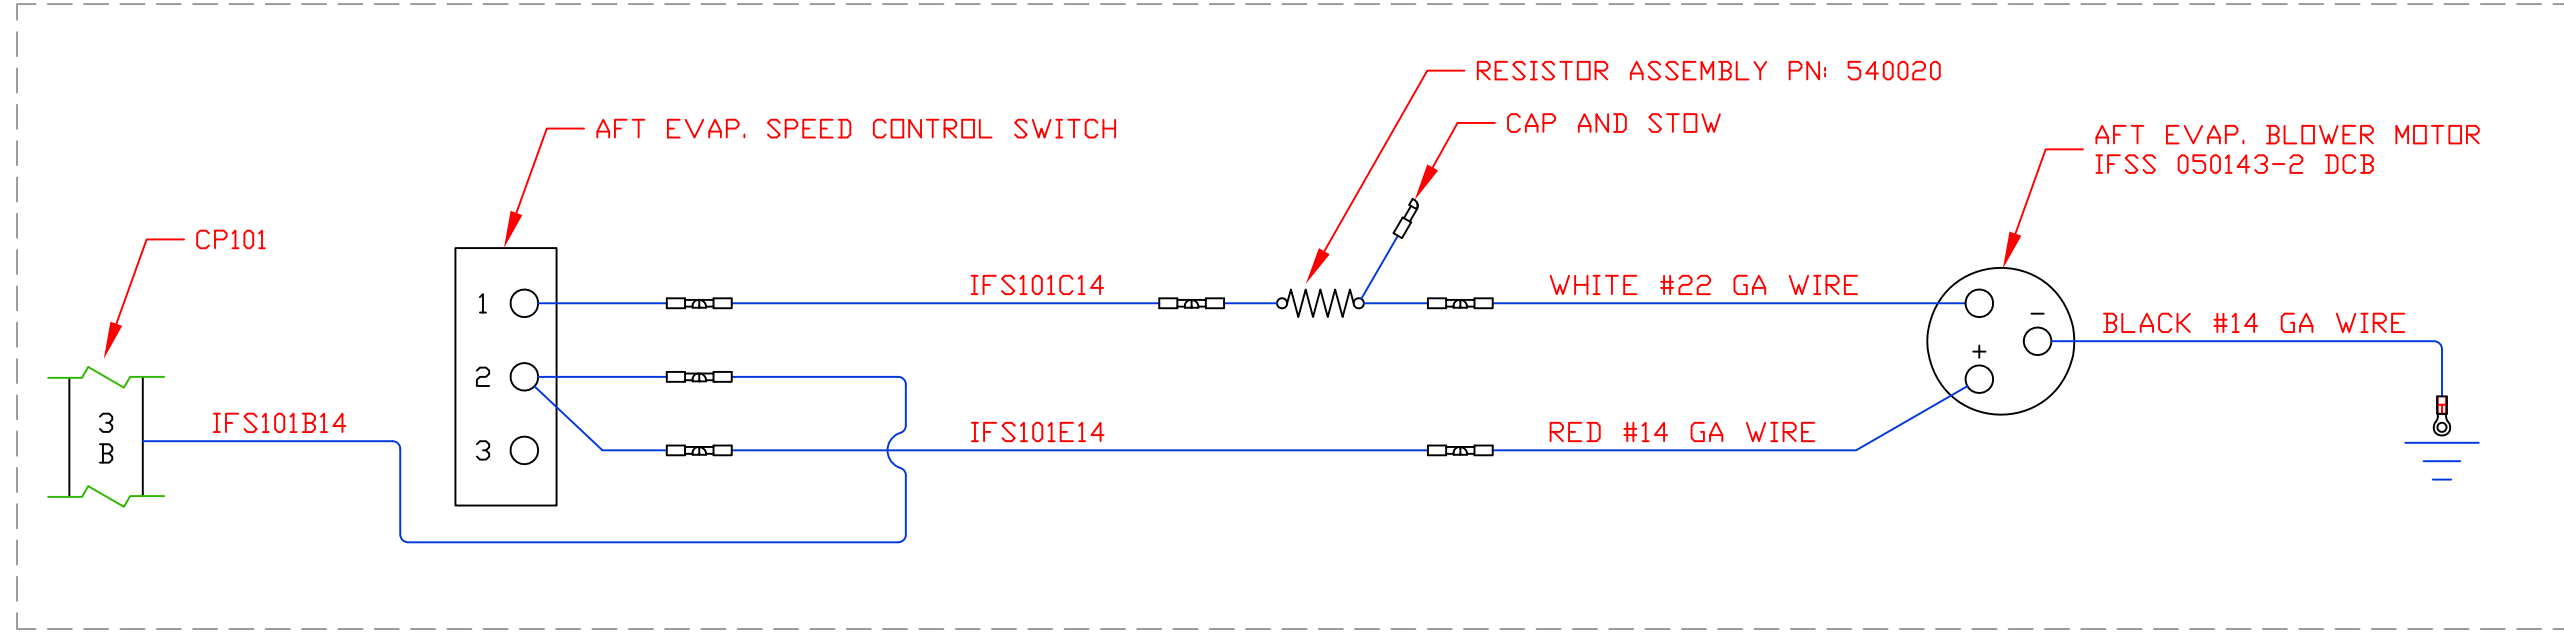 RESISTOR ASSEMBLY PN: 540020
CAP AND STOW
AFT EVAP. SPEED CONTROL SWITCH
AFT EVAP. BLOWER MOTOR
IFSS 050143-2 DCB
CP101
1
IFS101C14
WHITE #22 GA WIRE
-
BLACK #14 GA WIRE
+
2
3
B
IFS101B14
3
IFS101E14
RED #14 GA WIRE